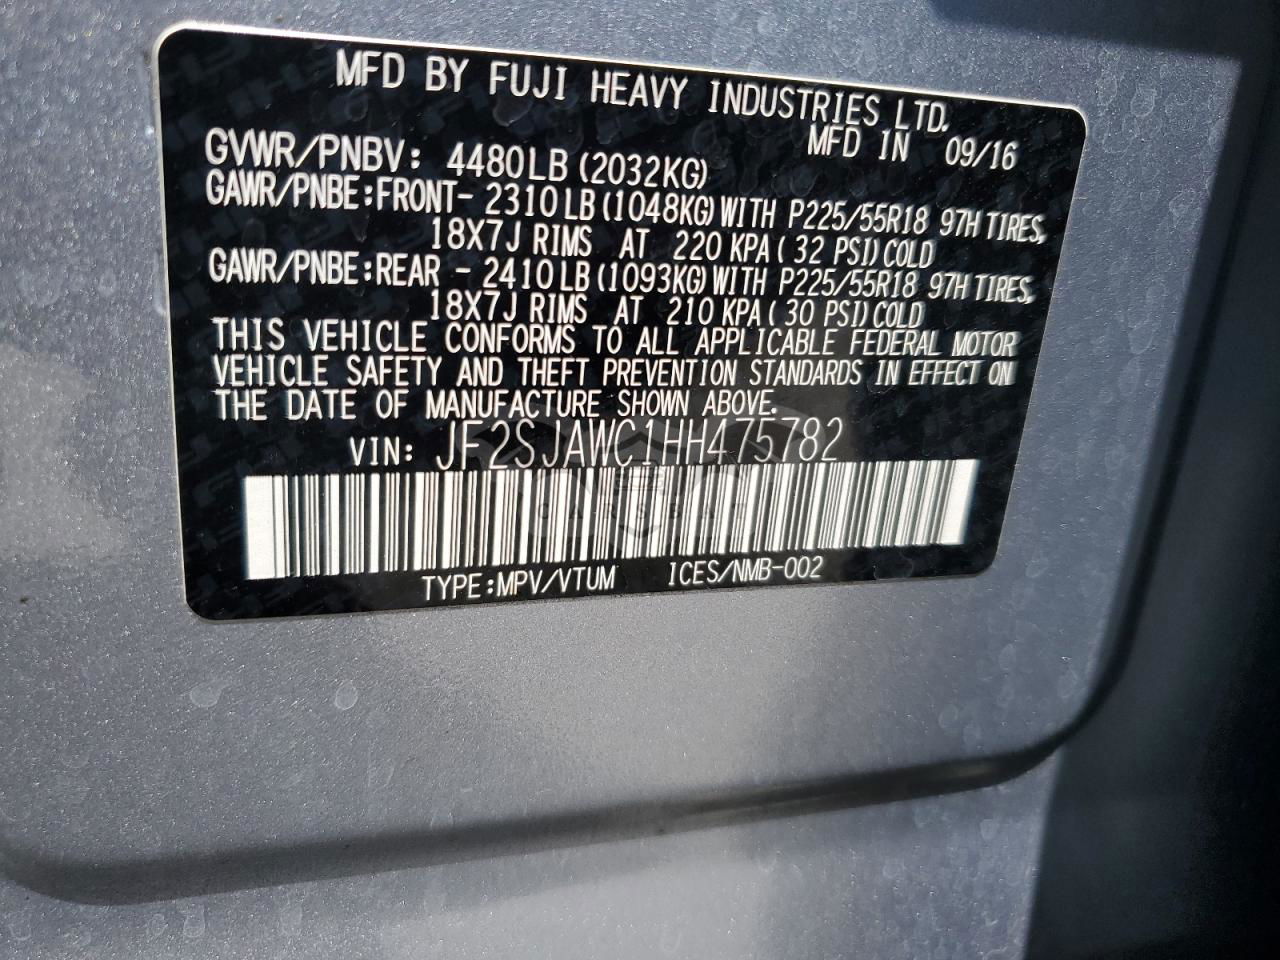 MFD BY FUJI HEAVY INDUSTRIES LTD.
MFD IN 09/16
GVWR/PNBV: 4480LB (2032KG)
GAWR/PNBE:FRONT- 2310LB (1048KG) WITH P225/55R18 97H TIRES,
18X7J RIMS AT 220 KPA ( 32 PSI) COLD
GAWR/PNBE:REAR - 2410LB (1093KG) WITH P225/55R18 97H TIRES,
18X7J RIMS AT 210 KPA ( 30 PSI) COLD
THIS VEHICLE CONFORMS TO ALL APPLICABLE FEDERAL MOTOR
VEHICLE SAFETY AND THEFT PREVENTION STANDARDS IN EFFECT ON
THE DATE OF MANUFACTURE SHOWN ABOVE.
VIN: JF2SJAWC1HH475782
TYPE:MPV/VTUM ICES/NMB-002